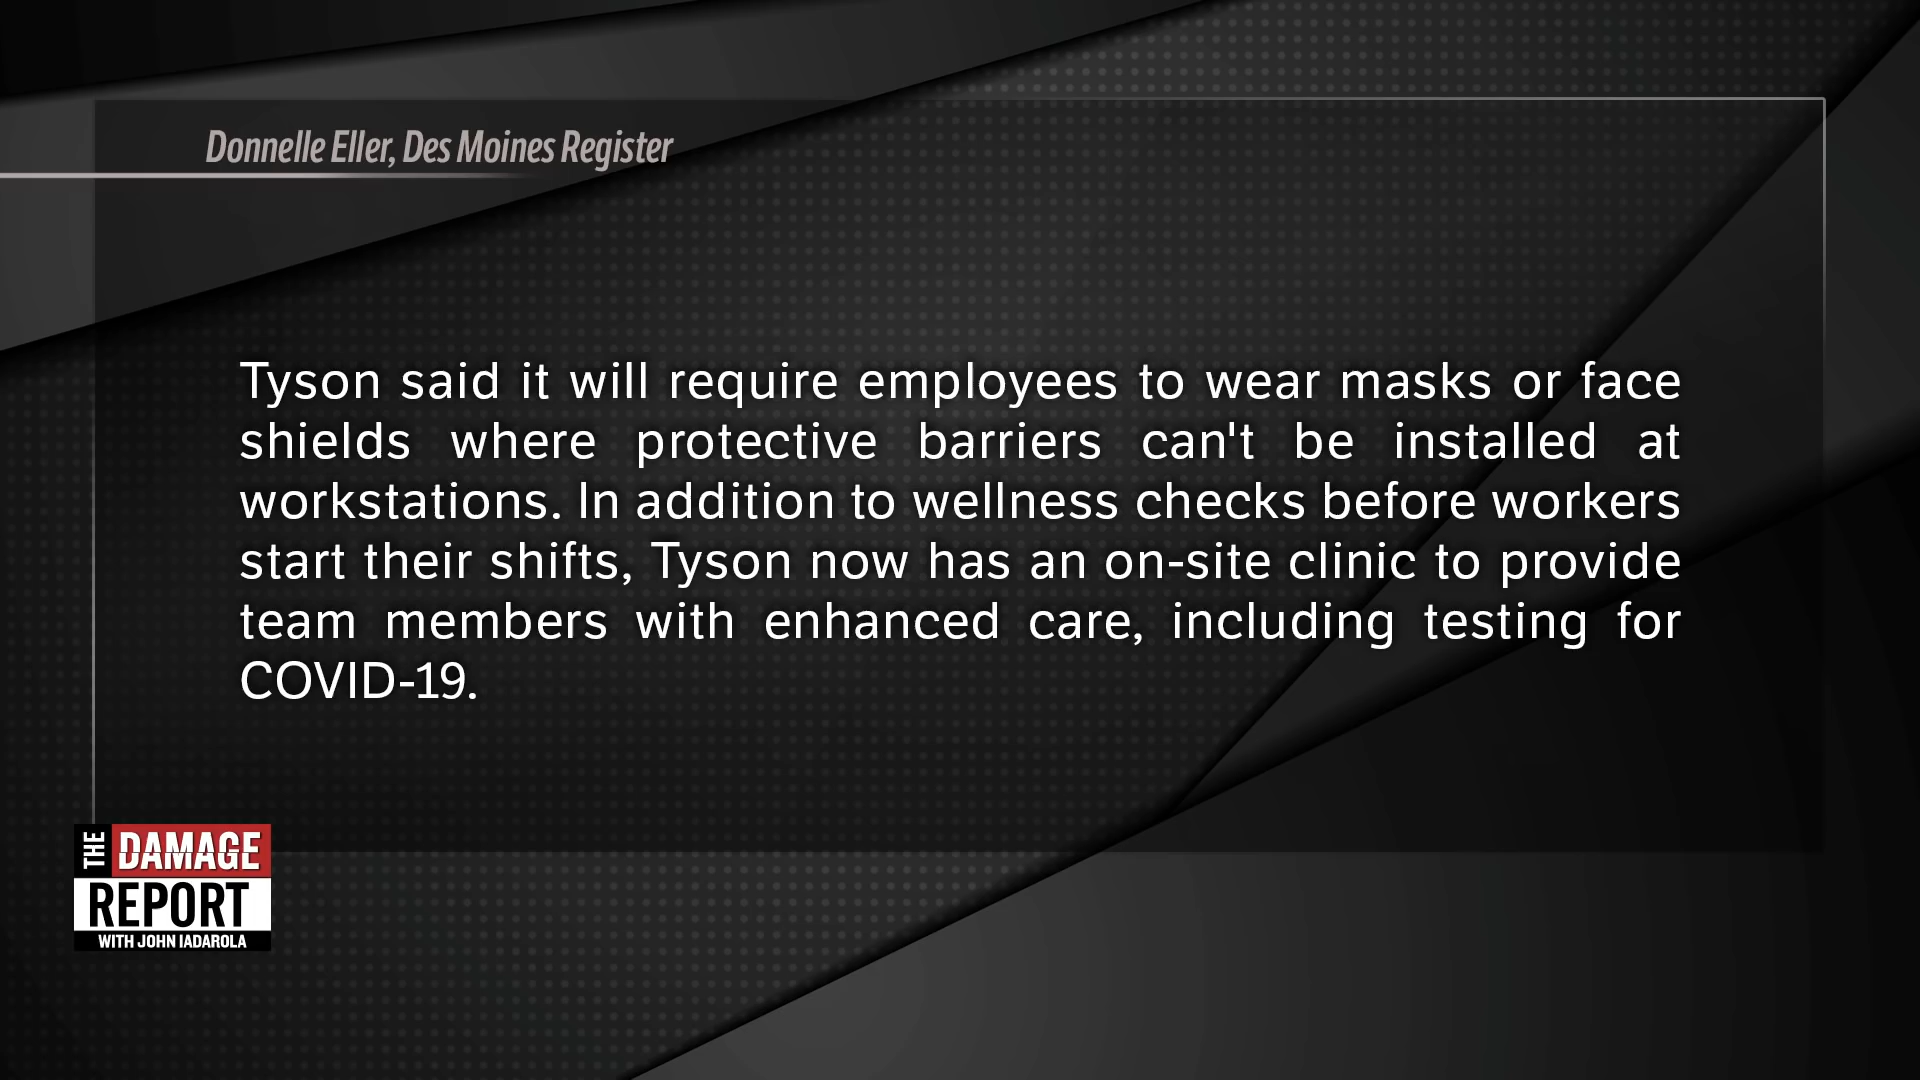 Donnelle Eller, Des Moines Register
Tyson said it will require employees to wear masks or face
shields where protective barriers can't be installed at
workstations. In addition to wellness checks before workers
start their shifts, Tyson now has an on-site clinic to provide
team members with enhanced care, including testing for
COVID-19.
THE DAMAGE
REPORT
WITH JOHN IADAROLA